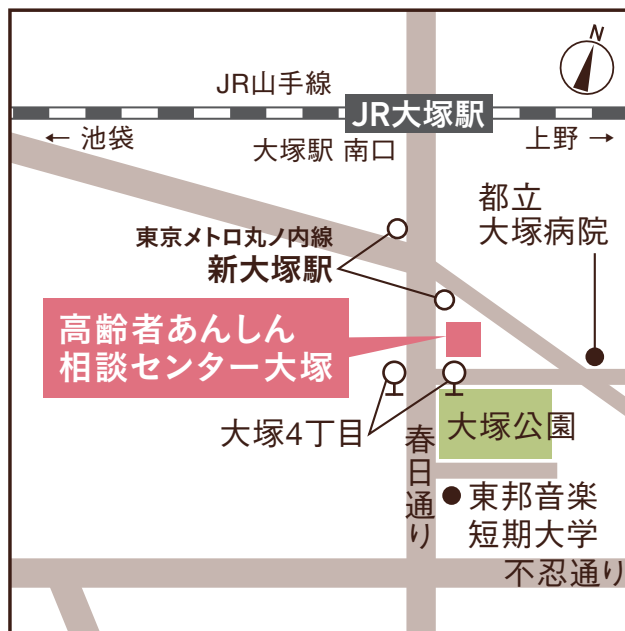 N
JR山手線
JR大塚駅
← 池袋
上野 →
大塚駅 南口
都立
大塚病院
東京メトロ丸ノ内線
新大塚駅
高齢者あんしん
相談センター大塚
大塚4丁目
大塚公園
春日通り
東邦音楽
短期大学
不忍通り